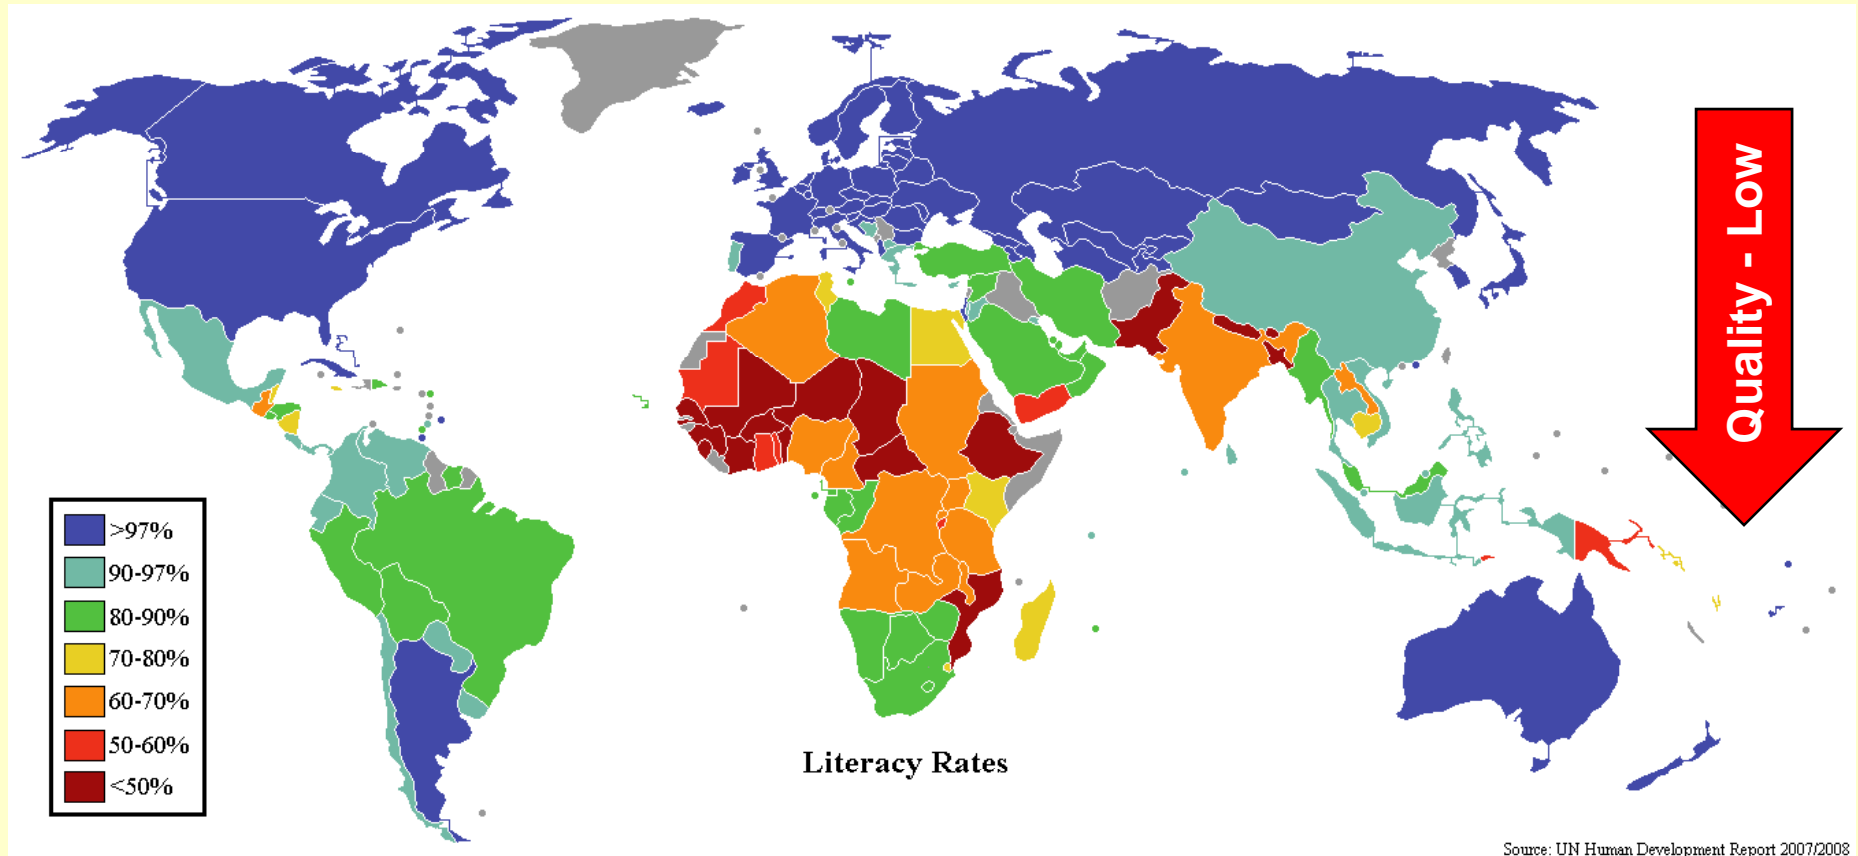 Quality - Low
>97%
90-97%
80-90%
70-80%
60-70%
50-60%
<50%
Literacy Rates
Source: UN Human Development Report 2007/2008